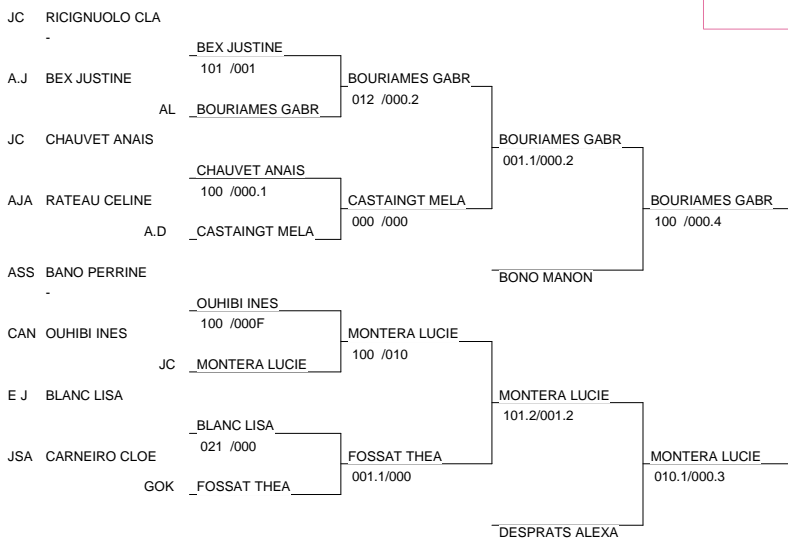 JC RICIGNUOLO CLA
-
BEX JUSTINE
101 /001
A.J BEX JUSTINE
BOURIAMES GABR
012 /000.2
AL BOURIAMES GABR
JC CHAUVET ANAIS
BOURIAMES GABR
001.1/000.2
CHAUVET ANAIS
100 /000.1
AJA RATEAU CELINE
CASTAINGT MELA
000 /000
BOURIAMES GABR
100 /000.4
A.D CASTAINGT MELA
ASS BANO PERRINE
-
BONO MANON
OUHIBI INES
100 /000F
CAN OUHIBI INES
MONTERA LUCIE
100 /010
JC MONTERA LUCIE
E J BLANC LISA
MONTERA LUCIE
101.2/001.2
BLANC LISA
021 /000
JSA CARNEIRO CLOE
FOSSAT THEA
001.1/000
MONTERA LUCIE
010.1/000.3
GOK FOSSAT THEA
DESPRATS ALEXA